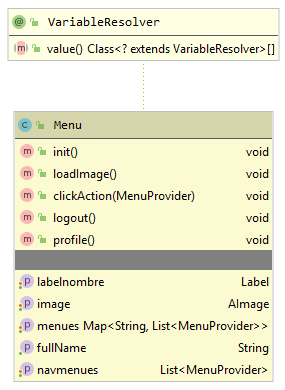 VariableResolver
value() Class<? extends VariableResolver>[]
Menu
init() void
loadImage() void
clickAction(MenuProvider) void
logout() void
profile() void
labelnombre Label
image AImage
menues Map<String, List<MenuProvider>>
fullName String
navmenues List<MenuProvider>